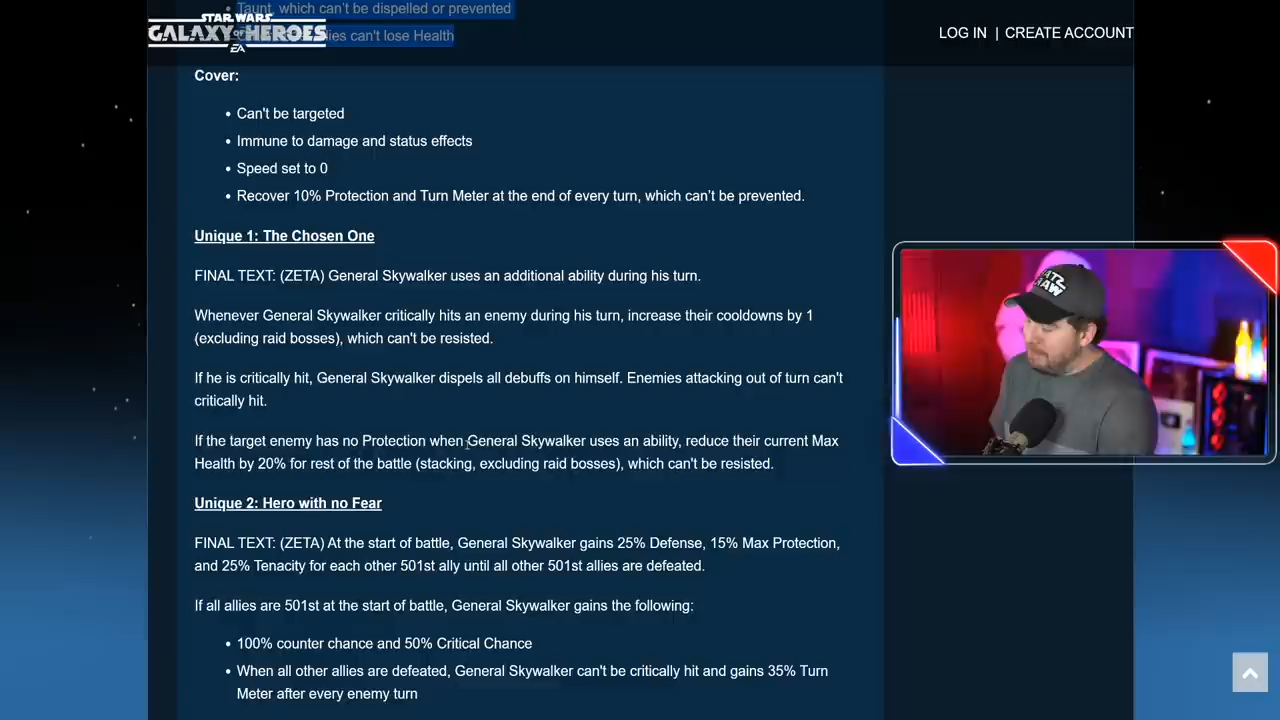 Taunt, which can't be dispelled or prevented
STAR WARS
GALAXY OF HEROES
EA
ies can't lose Health
LOG IN | CREATE ACCOUNT
Cover:
• Can't be targeted
• Immune to damage and status effects
• Speed set to 0
• Recover 10% Protection and Turn Meter at the end of every turn, which can’t be prevented.
Unique 1: The Chosen One
FINAL TEXT: (ZETA) General Skywalker uses an additional ability during his turn.
Whenever General Skywalker critically hits an enemy during his turn, increase their cooldowns by 1
(excluding raid bosses), which can't be resisted.
If he is critically hit, General Skywalker dispels all debuffs on himself. Enemies attacking out of turn can't
critically hit.
If the target enemy has no Protection when General Skywalker uses an ability, reduce their current Max
Health by 20% for rest of the battle (stacking, excluding raid bosses), which can't be resisted.
Unique 2: Hero with no Fear
FINAL TEXT: (ZETA) At the start of battle, General Skywalker gains 25% Defense, 15% Max Protection,
and 25% Tenacity for each other 501st ally until all other 501st allies are defeated.
If all allies are 501st at the start of battle, General Skywalker gains the following:
• 100% counter chance and 50% Critical Chance
• When all other allies are defeated, General Skywalker can't be critically hit and gains 35% Turn
Meter after every enemy turn